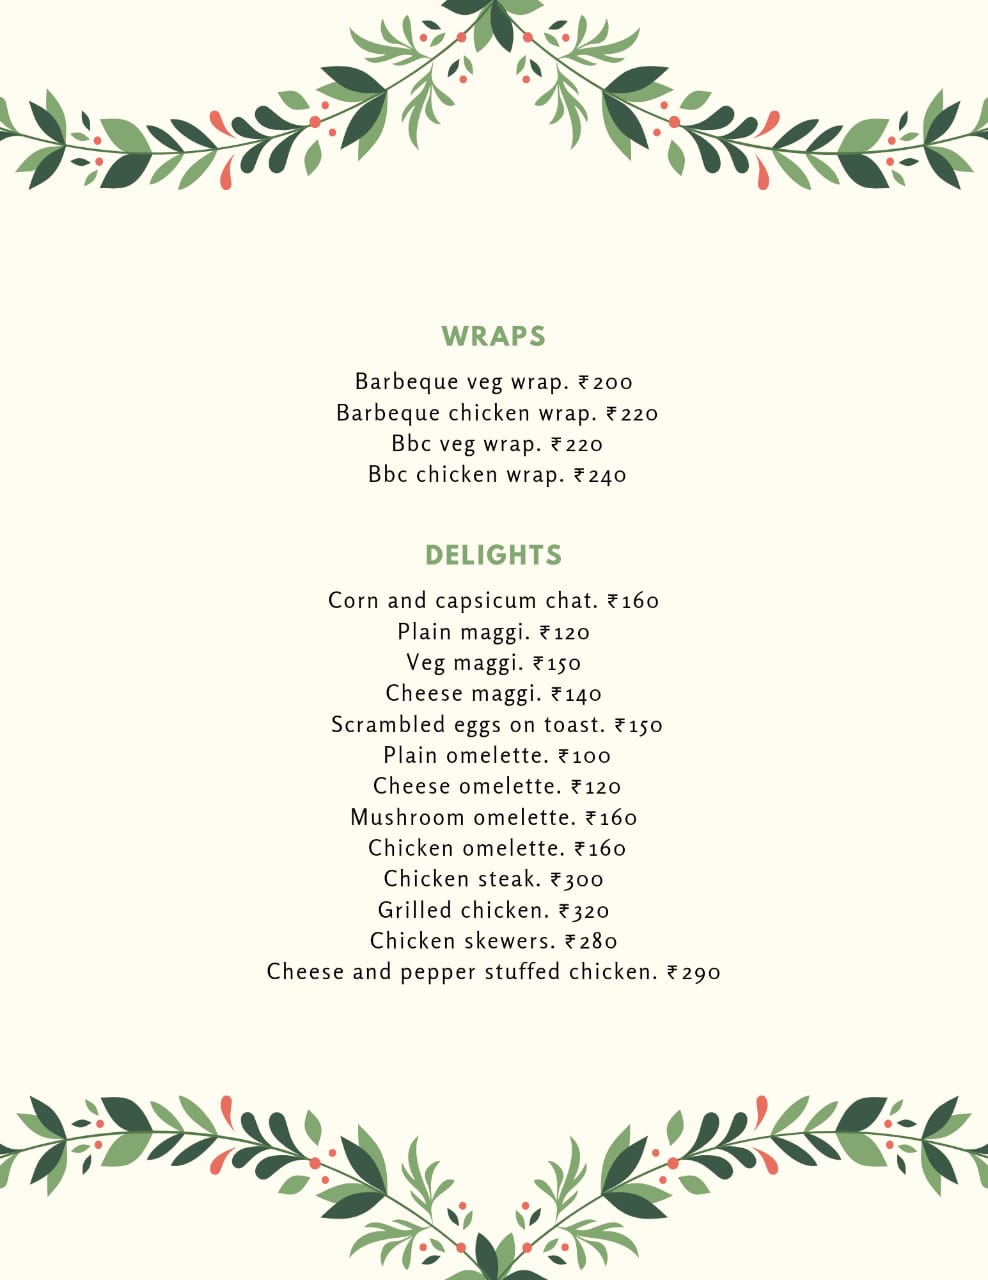 WRAPS
Barbeque veg wrap. ₹200
Barbeque chicken wrap. ₹220
Bbc veg wrap. ₹220
Bbc chicken wrap. ₹240
DELIGHTS
Corn and capsicum chat. ₹160
Plain maggi. ₹120
Veg maggi. ₹150
Cheese maggi. ₹140
Scrambled eggs on toast. ₹150
Plain omelette. ₹100
Cheese omelette. ₹120
Mushroom omelette. ₹160
Chicken omelette. ₹160
Chicken steak. ₹300
Grilled chicken. ₹320
Chicken skewers. ₹280
Cheese and pepper stuffed chicken. ₹290